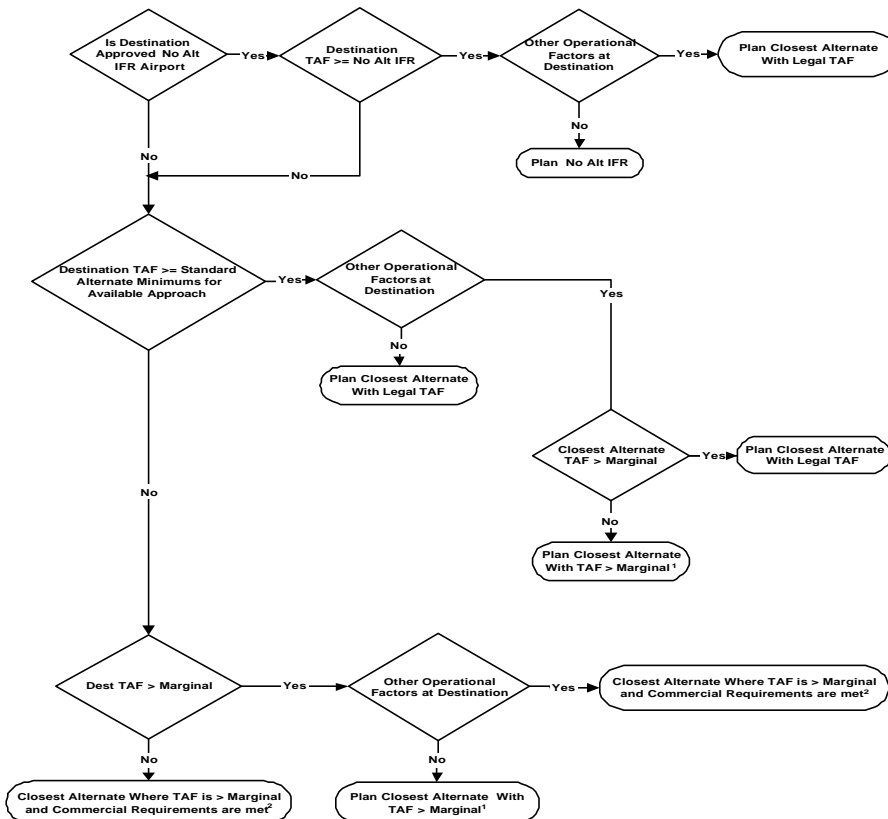 Is Destination
Approved No Alt
IFR Airport
Yes
Destination
TAF >= No Alt IFR
Yes
Other Operational
Factors at
Destination
Yes
Plan Closest Alternate
With Legal TAF
No
No
No
Plan No Alt IFR
Destination TAF >= Standard
Alternate Minimums for
Available Approach
Yes
Other Operational
Factors at
Destination
Yes
No
Plan Closest Alternate
With Legal TAF
Closest Alternate
TAF > Marginal
Yes
Plan Closest Alternate
With Legal TAF
No
No
Plan Closest Alternate
With TAF > Marginal¹
Dest TAF > Marginal
Yes
Other Operational
Factors at Destination
Yes
Closest Alternate Where TAF is > Marginal
and Commercial Requirements are met²
No
No
Closest Alternate Where TAF is > Marginal
and Commercial Requirements are met²
Plan Closest Alternate With
TAF > Marginal¹